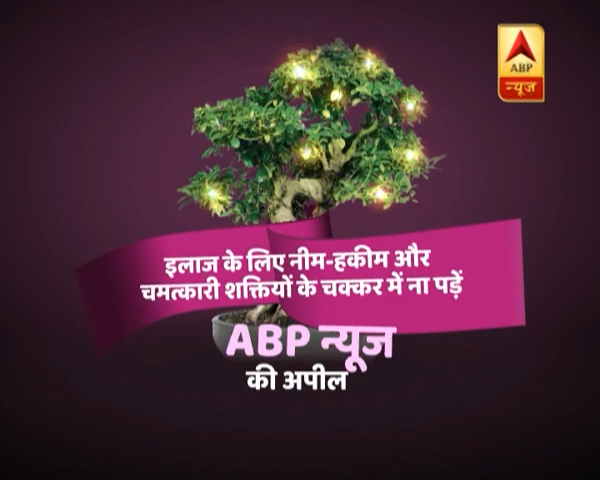 ABP
न्यूज़
इलाज के लिए नीम-हकीम और
चमत्कारी शक्तियों के चक्कर में ना पड़ें
ABP न्यूज
की अपील